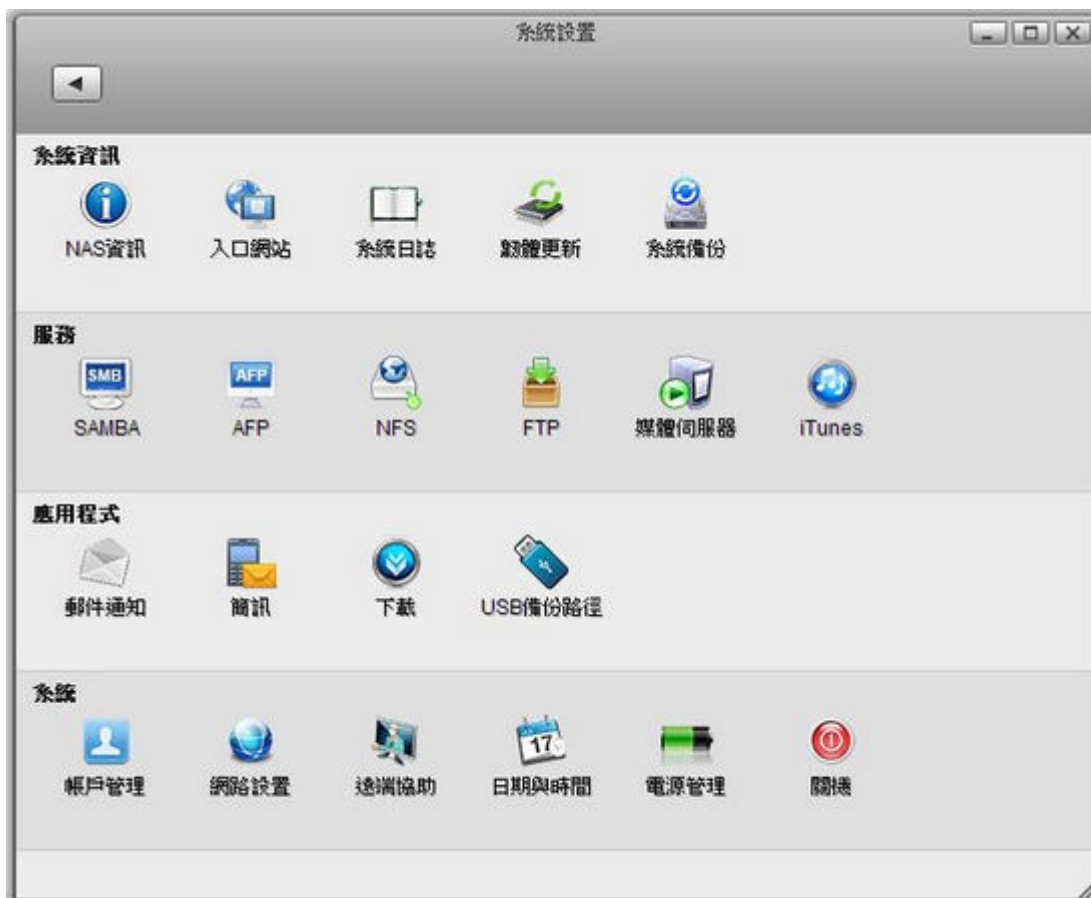 系統設置
系統資訊
NAS資訊 入口網站 系統日誌 韌體更新 系統備份
服務
SMB AFP
SAMBA AFP NFS FTP 媒體伺服器 iTunes
應用程式
郵件通知 簡訊 下載 USB備份路徑
系統
17
帳戶管理 網路設置 遠端協助 日期與時間 電源管理 關機